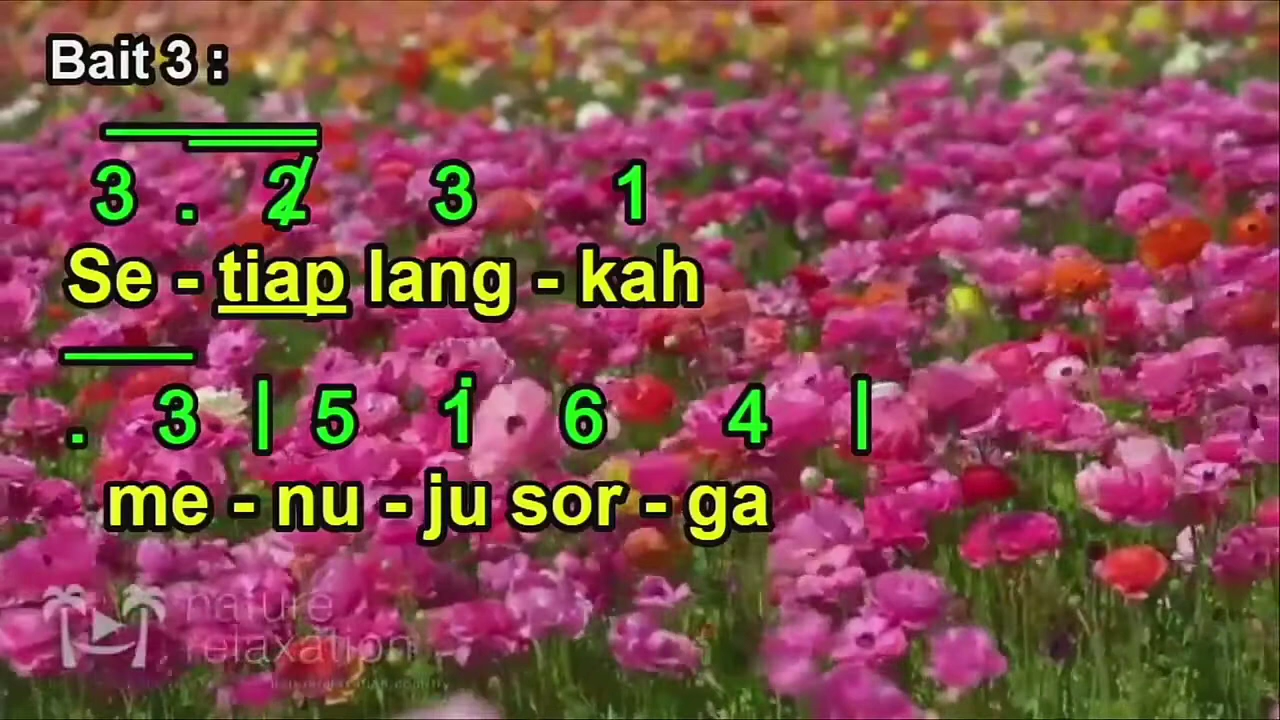 Bait 3 :
3 . 2̸ 3 1
Se - tiap lang - kah
. 3 | 5 1̇ 6 4 |
me - nu - ju sor - ga
nature
relaxation